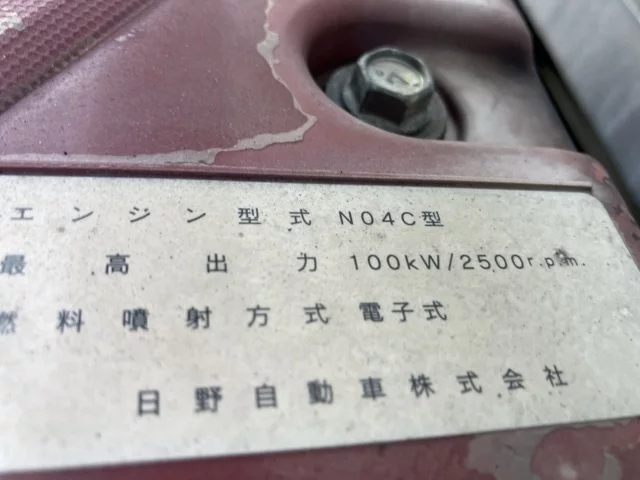 エンジン型式 N04C型
最高出力 100kW/2500r.p.m.
燃料噴射方式 電子式
日野自動車株式会社